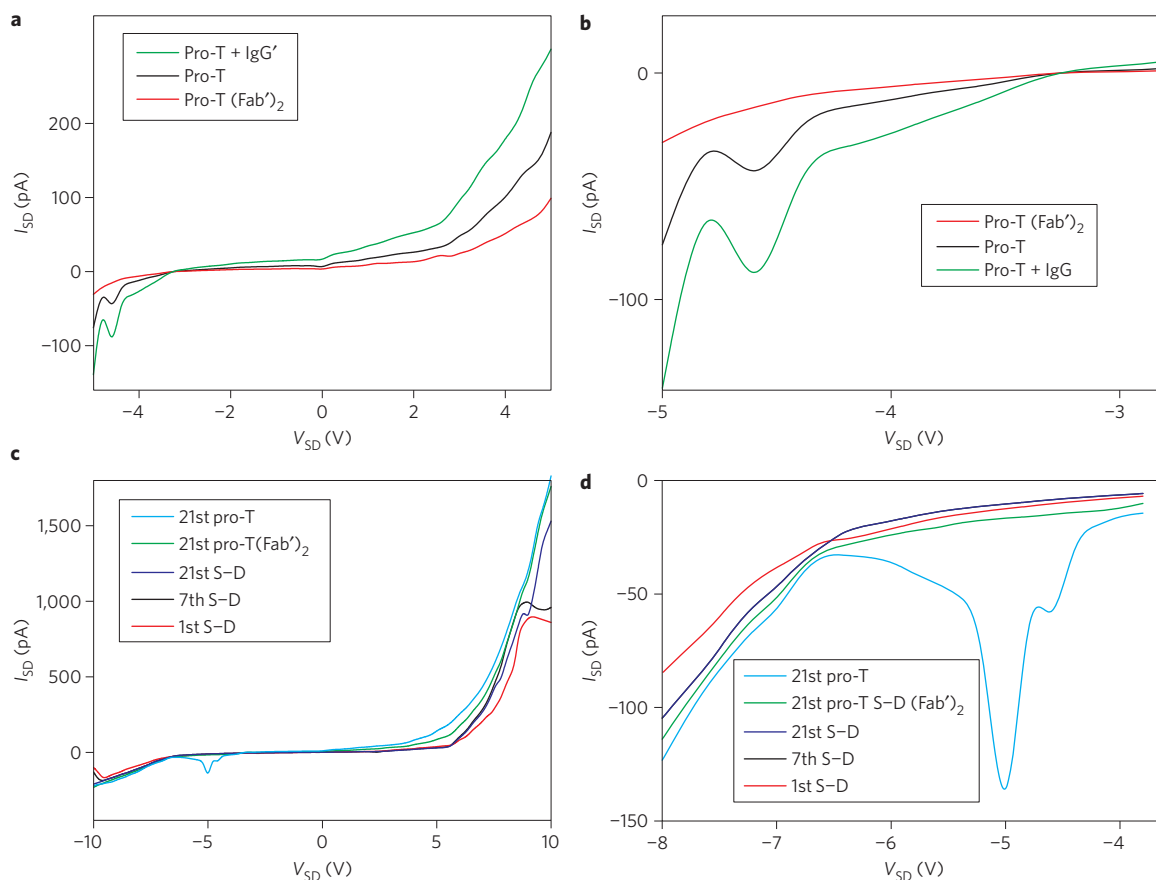 a
Pro-T + IgG′
Pro-T
Pro-T (Fab′)2
200
100
0
−100
ISD (pA)
−4
−2
0
2
4
VSD (V)
b
0
−100
ISD (pA)
Pro-T (Fab′)2
Pro-T
Pro-T + IgG
−5
−4
−3
VSD (V)
c
21st pro-T
21st pro-T(Fab′)2
21st S–D
7th S–D
1st S–D
1,500
1,000
500
0
ISD (pA)
−10
−5
0
5
10
VSD (V)
d
0
−50
−100
−150
ISD (pA)
21st pro-T
21st pro-T S–D (Fab′)2
21st S–D
7th S–D
1st S–D
−8
−7
−6
−5
−4
VSD (V)